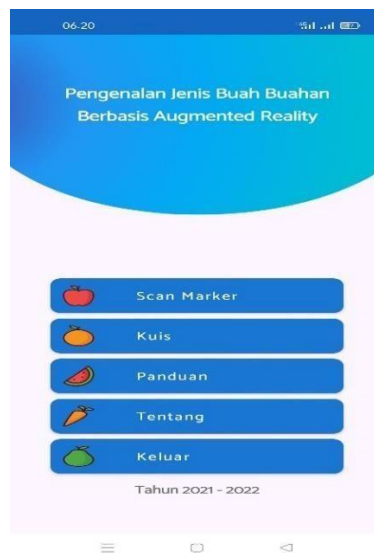 06-20
Pengenalan Jenis Buah Buahan
Berbasis Augmented Reality
Scan Marker
Kuis
Panduan
Tentang
Keluar
Tahun 2021 - 2022